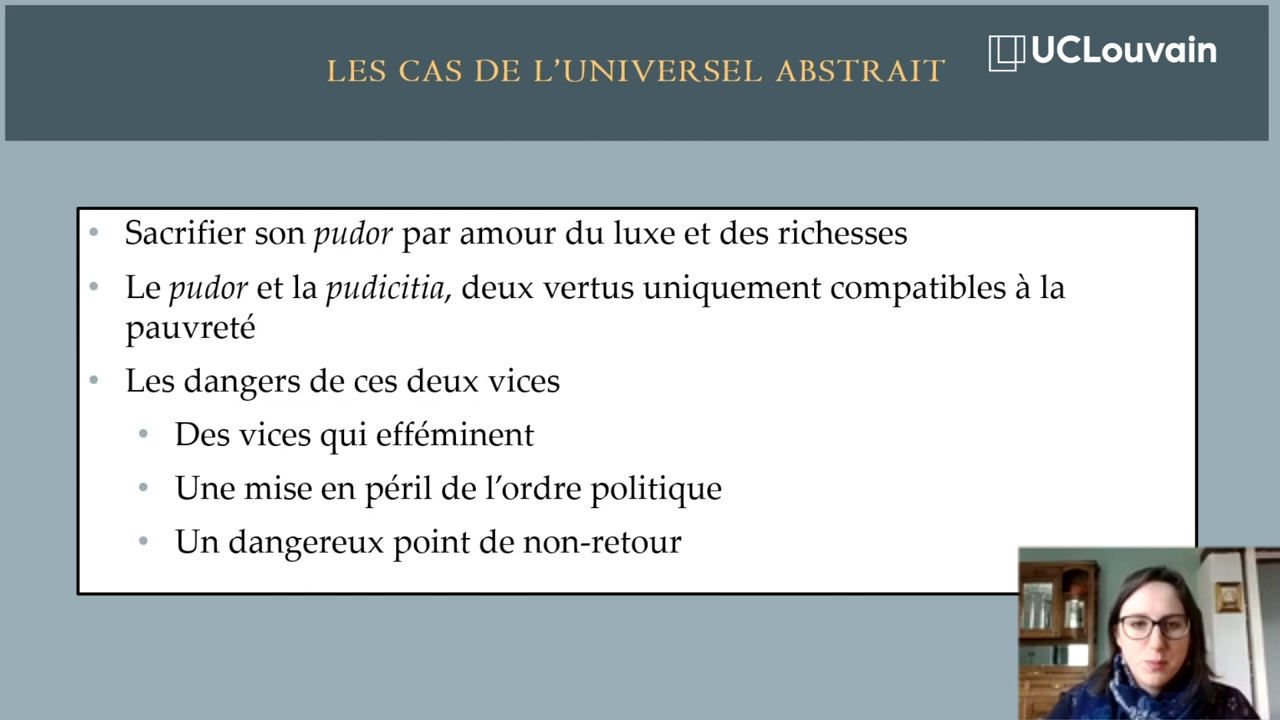 LES CAS DE L’UNIVERSEL ABSTRAIT
UCLouvain
• Sacrifier son pudor par amour du luxe et des richesses
• Le pudor et la pudicitia, deux vertus uniquement compatibles à la
pauvreté
• Les dangers de ces deux vices
• Des vices qui efféminent
• Une mise en péril de l’ordre politique
• Un dangereux point de non-retour